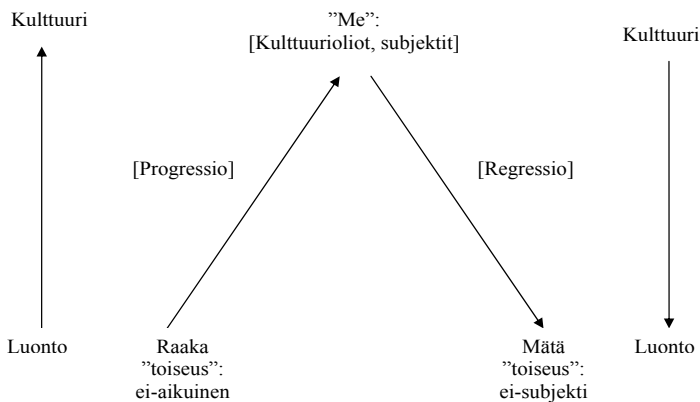 Kulttuuri
”Me”:
[Kulttuurioliot, subjektit]
Kulttuuri
[Progressio]
[Regressio]
Luonto
Raaka
”toiseus”:
ei-aikuinen
Mätä
”toiseus”:
ei-subjekti
Luonto